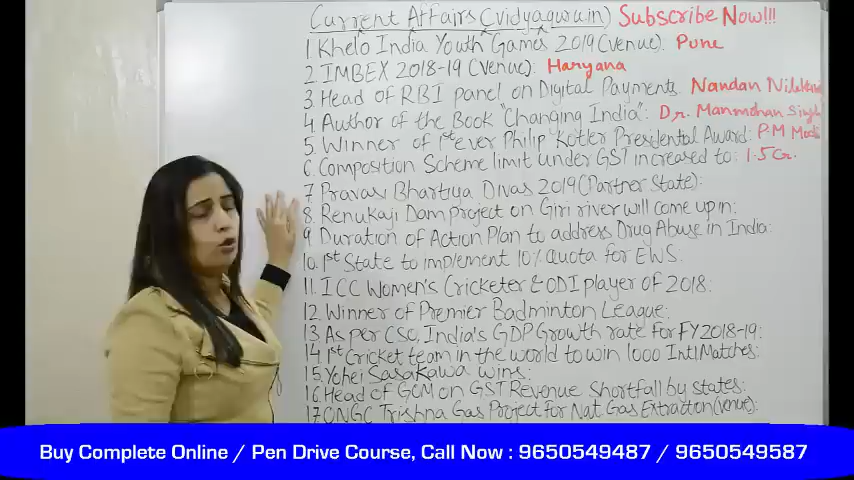 Current Affairs (vidyaguru.in) Subscribe Now!!!
1. Khelo India Youth Games 2019 (venue): Pune
2. IMBEX 2018-19 (venue): Haryana
3. Head of RBI panel on Digital Payments: Nandan Nilekani
4. Author of the Book "Changing India": Dr. Manmohan Singh
5. Winner of 1st ever Philip Kotler Presidental Award: PM Modi
6. Composition Scheme limit under GST increased to: 1.5 Cr.
7. Pravasi Bhartiya Divas 2019 (Partner State):
8. Renukaji Dam project on Giri river will come up in:
9. Duration of Action Plan to address Drug Abuse in India:
10. 1st State to implement 10% quota for EWS:
11. ICC Women's Cricketer & ODI player of 2018:
12. Winner of Premier Badminton League:
13. As per CSO, India's GDP Growth rate for FY 2018-19:
14. 1st Cricket team in the world to win 1000 Int'l Matches:
15. Yohei Sasakawa wins:
16. Head of GOM on GST Revenue Shortfall by states:
17. ONGC Trishna Gas Project for Nat Gas Extraction (venue):
Buy Complete Online / Pen Drive Course, Call Now : 9650549487 / 9650549587